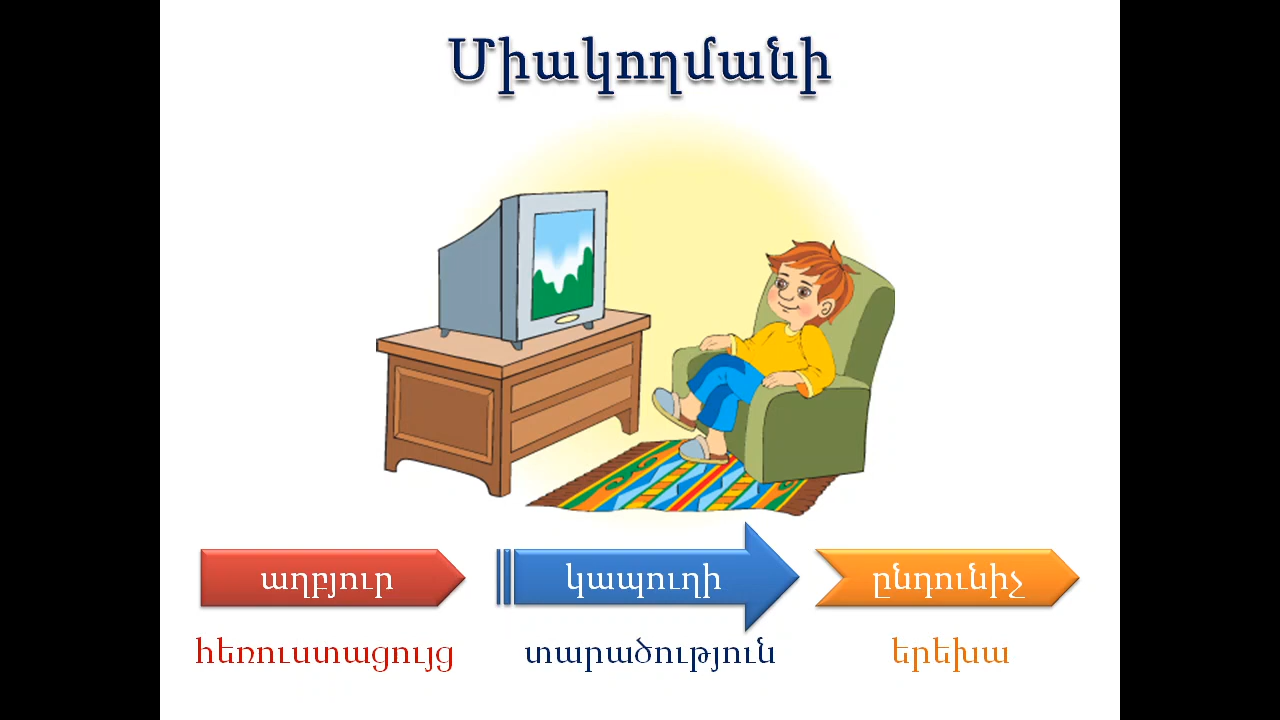 Միակողմանի
աղբյուր կապուղի ընդունիչ
հեռուստացույց տարածություն երեխա